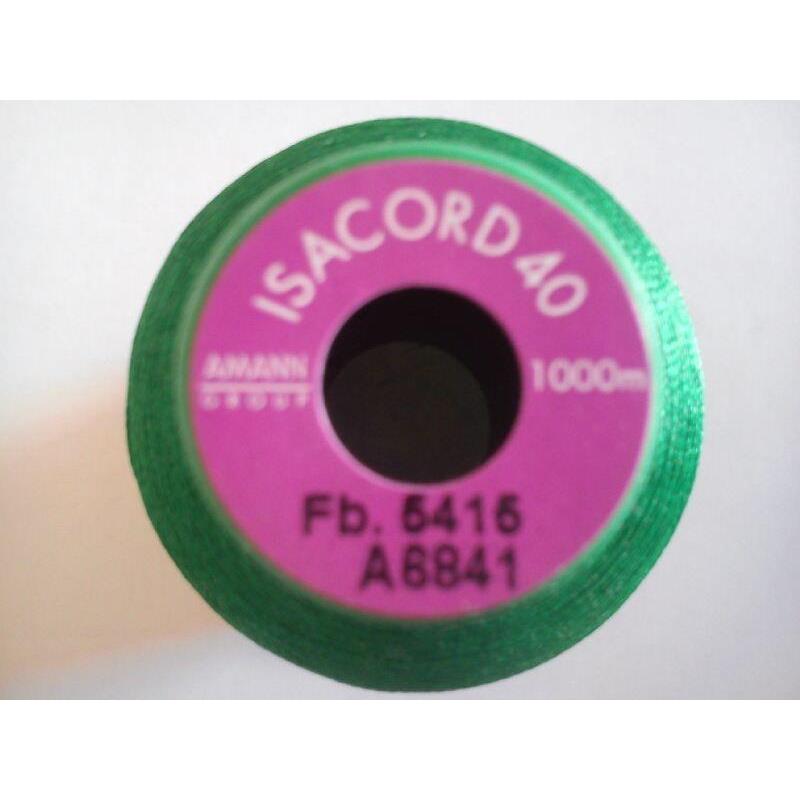 ISACORD 40
AMANN
GROUP
1000m
Fb. 5415
A6841